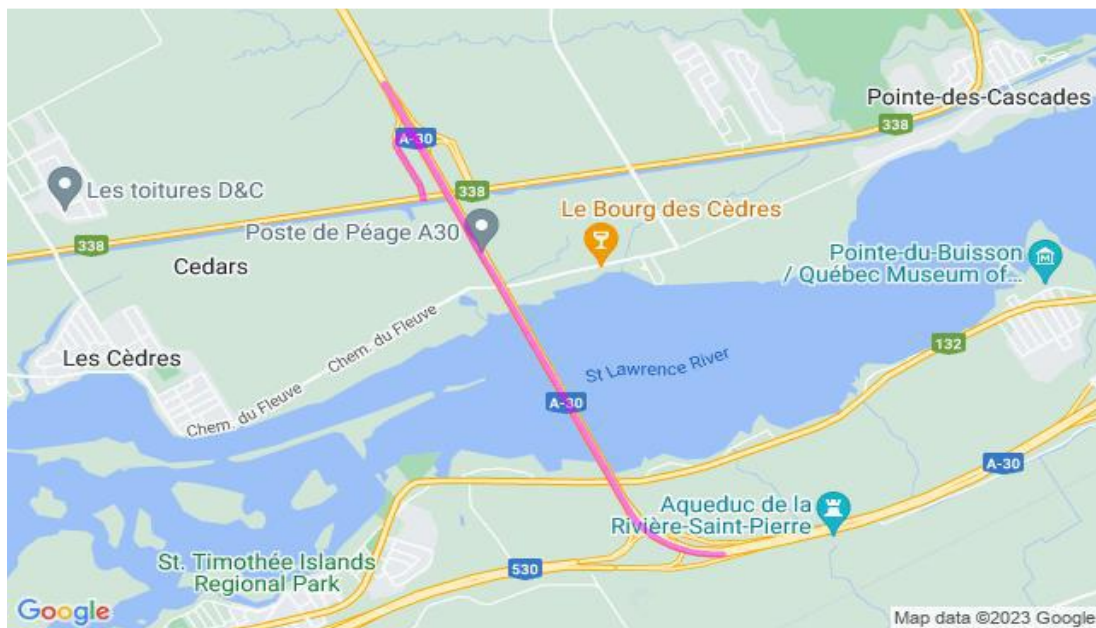 Pointe-des-Cascades
338
A-30
Les toitures D&C
338
Le Bourg des Cèdres
Poste de Péage A30
338
Cedars
Pointe-du-Buisson
/ Québec Museum of...
Chem. du Fleuve
132
Les Cèdres
St Lawrence River
Chem. du Fleuve
A-30
A-30
Aqueduc de la
Rivière-Saint-Pierre
St. Timothée Islands
Regional Park
530
Google
Map data ©2023 Google